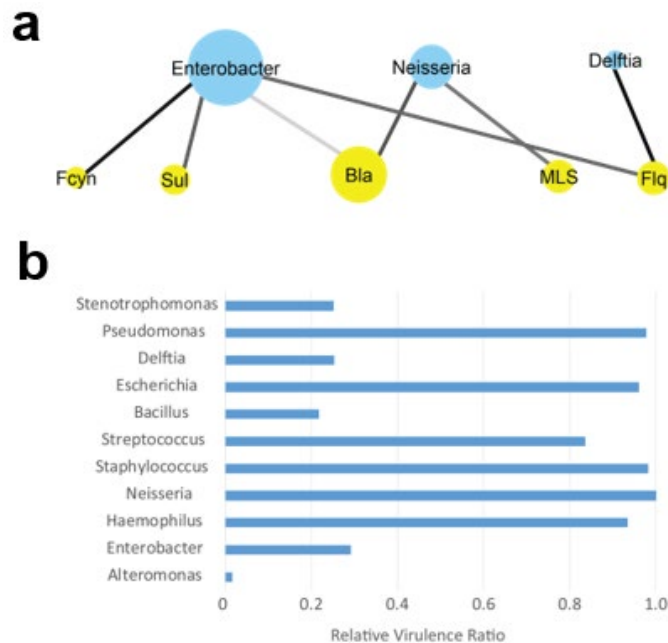 a
Enterobacter Neisseria Delftia
Fcyn Sul Bla MLS Flq
b
Stenotrophomonas
Pseudomonas
Delftia
Escherichia
Bacillus
Streptococcus
Staphylococcus
Neisseria
Haemophilus
Enterobacter
Alteromonas
0 0.2 0.4 0.6 0.8 1.0
Relative Virulence Ratio